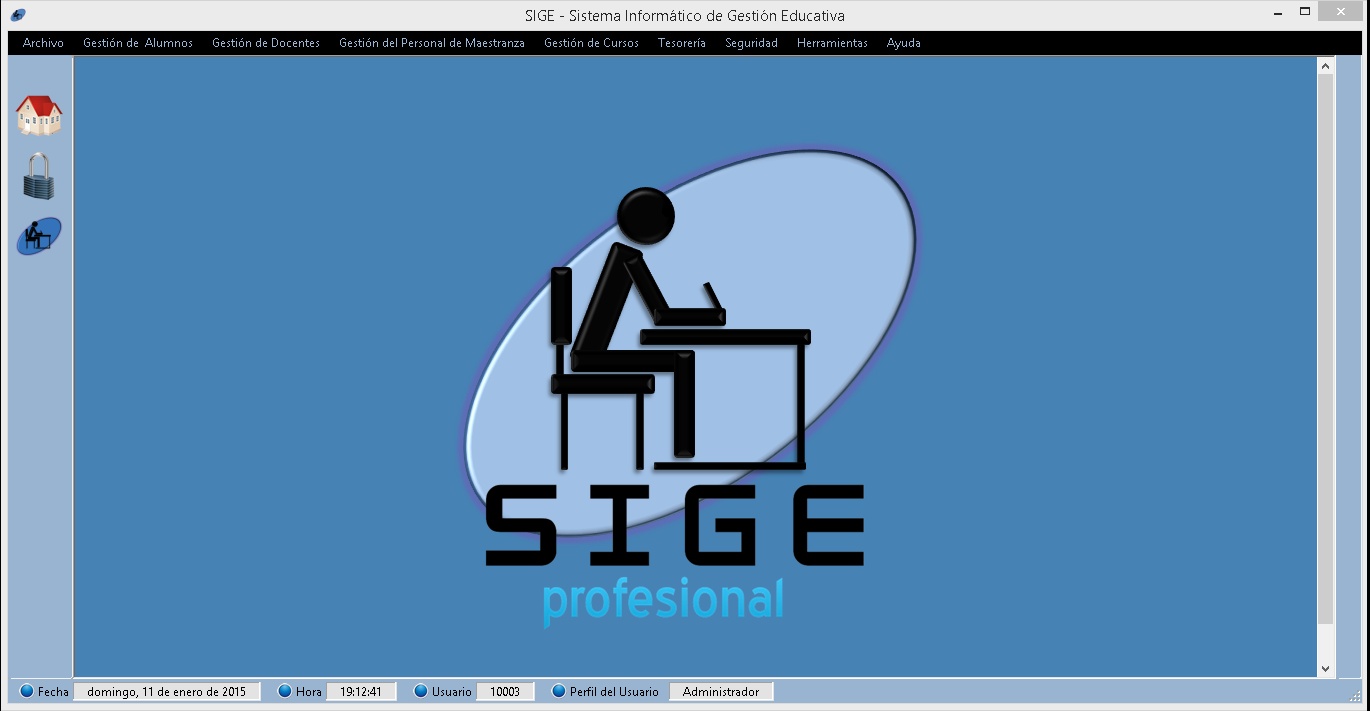 SIGE - Sistema Informático de Gestión Educativa
Archivo Gestión de Alumnos Gestión de Docentes Gestión del Personal de Maestranza Gestión de Cursos Tesorería Seguridad Herramientas Ayuda
SIGE
profesional
Fecha domingo, 11 de enero de 2015 Hora 19:12:41 Usuario 10003 Perfil del Usuario Administrador